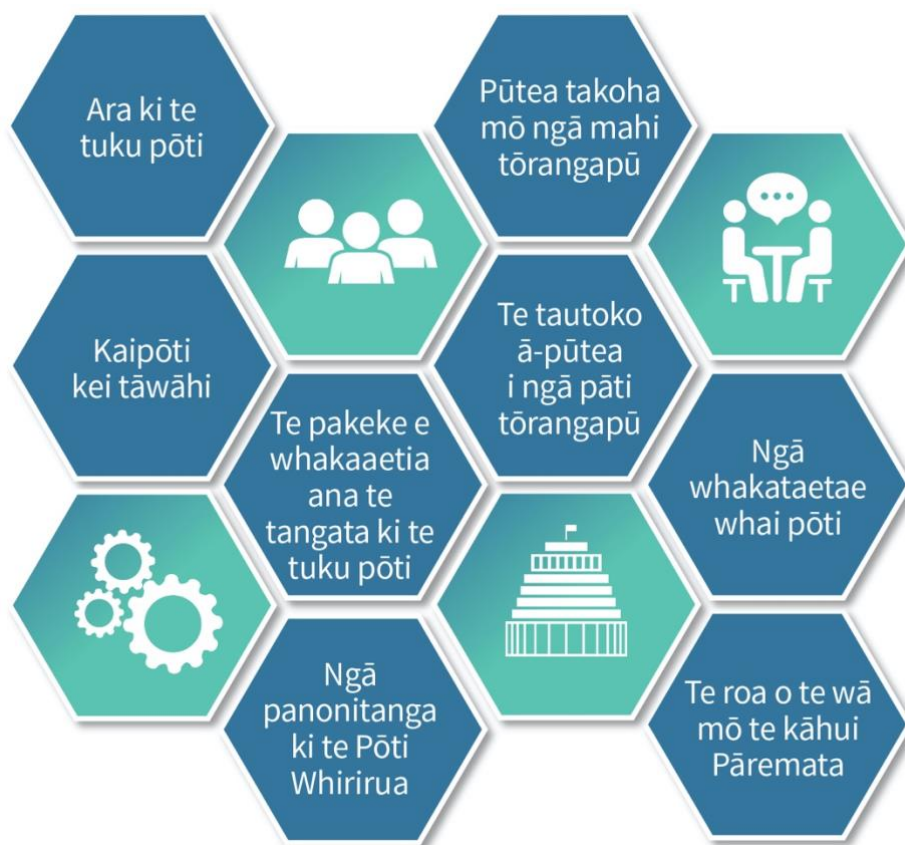 Ara ki te
tuku pōti
Pūtea takoha
mō ngā mahi
tōrangapū
Kaipōti
kei tāwāhi
Te tautoko
ā-pūtea
i ngā pāti
tōrangapū
Te pakeke e
whakaaetia
ana te
tangata ki te
tuku pōti
Ngā
whakataetae
whai pōti
Ngā
panonitanga
ki te Pōti
Whirirua
Te roa o te wā
mō te kāhui
Pāremata